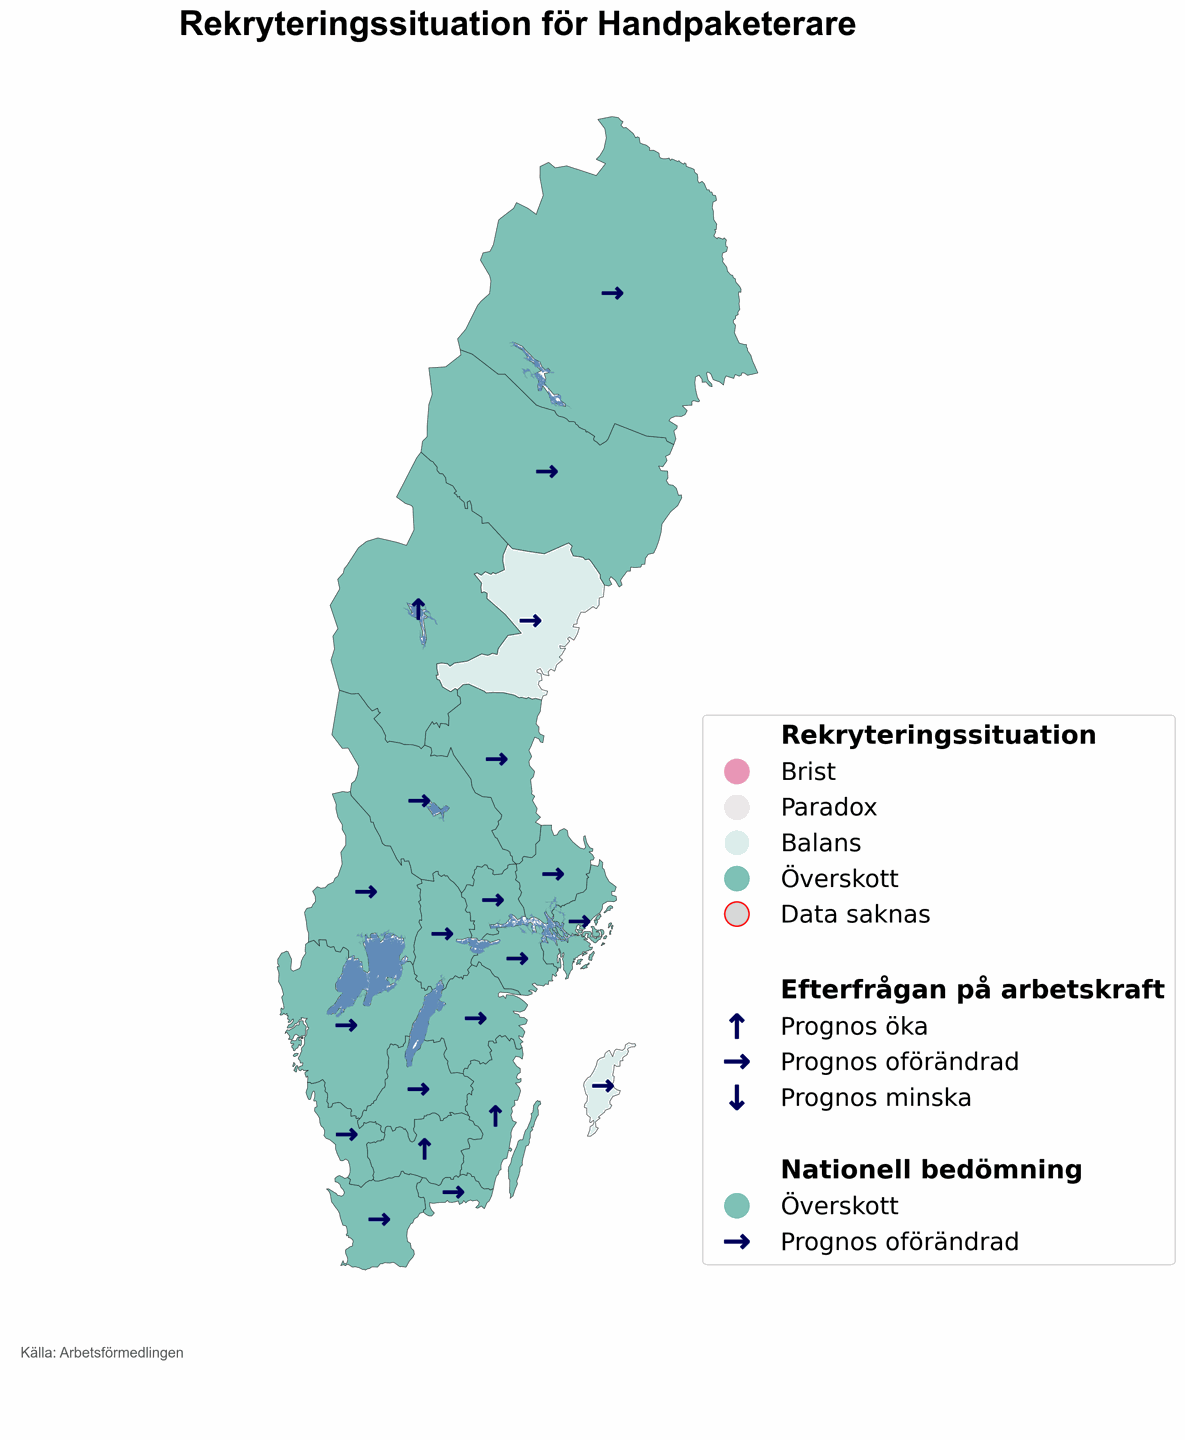 Rekryteringssituation för Handpaketerare
Rekryteringssituation
Brist
Paradox
Balans
Överskott
Data saknas
Efterfrågan på arbetskraft
Prognos öka
Prognos oförändrad
Prognos minska
Nationell bedömning
Överskott
Prognos oförändrad
Källa: Arbetsförmedlingen